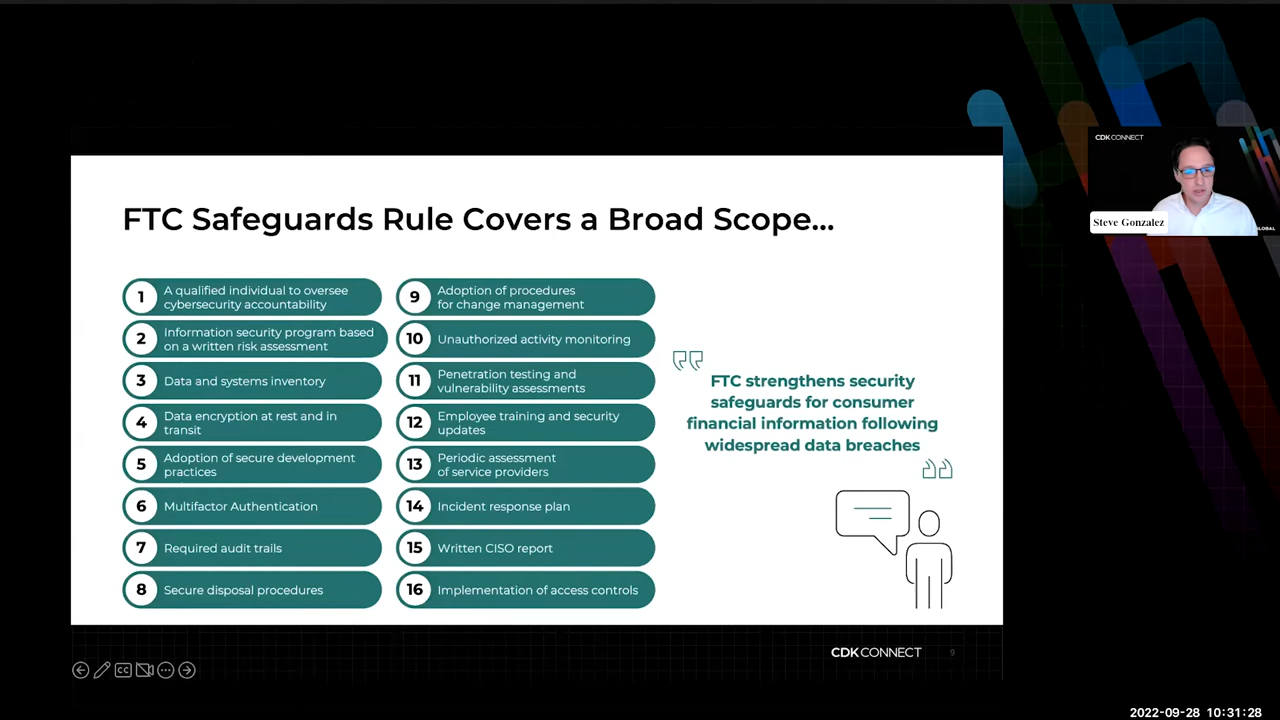 FTC Safeguards Rule Covers a Broad Scope...
1
A qualified individual to oversee
cybersecurity accountability
2
Information security program based
on a written risk assessment
3
Data and systems inventory
4
Data encryption at rest and in
transit
5
Adoption of secure development
practices
6
Multifactor Authentication
7
Required audit trails
8
Secure disposal procedures
9
Adoption of procedures
for change management
10
Unauthorized activity monitoring
11
Penetration testing and
vulnerability assessments
12
Employee training and security
updates
13
Periodic assessment
of service providers
14
Incident response plan
15
Written CISO report
16
Implementation of access controls
FTC strengthens security
safeguards for consumer
financial information following
widespread data breaches
CDK CONNECT
9
CC
CDK CONNECT
Steve Gonzalez
GLOBAL
2022-09-28 10:31:28